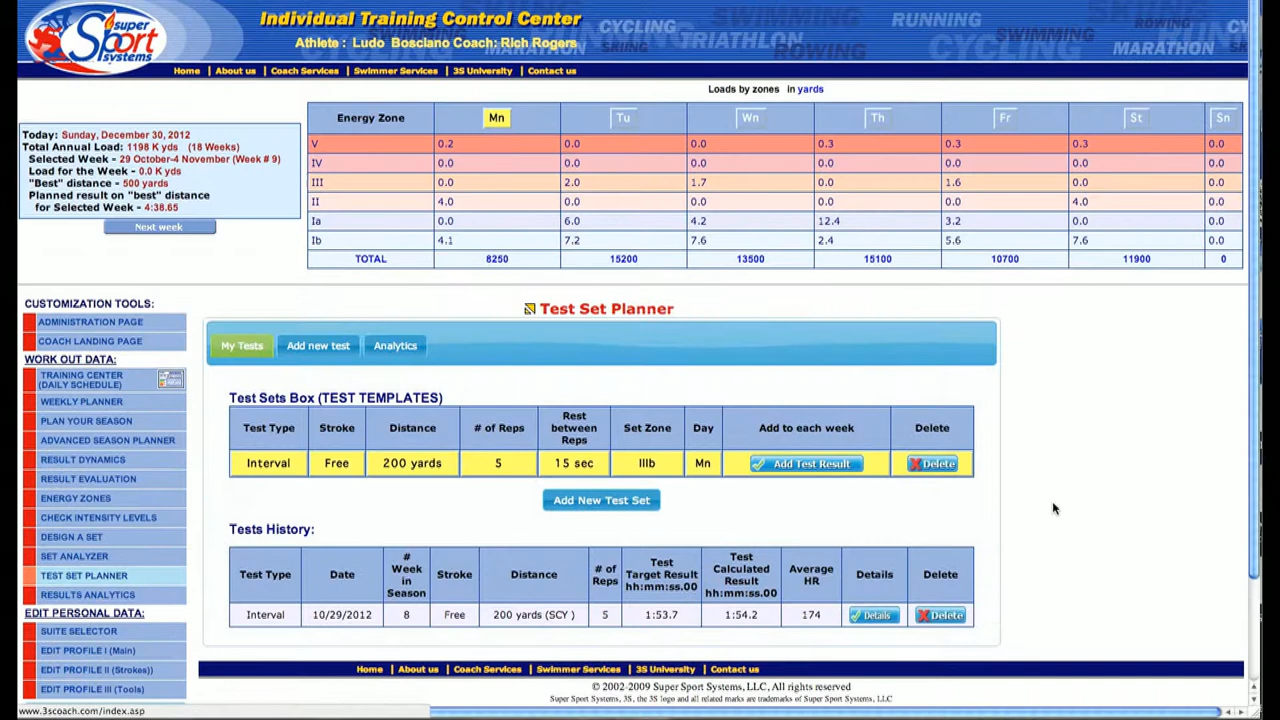 super
Sport
systems
Individual Training Control Center
Athlete : Ludo Bosciano Coach: Rich Rogers
CYCLING
SKIING
TRIATHLON
SWIMMING
ROWING
RUNNING
CYCLING
SKIING
ROWING
SWIMMING
MARATHON
RUN
Home | About us | Coach Services | Swimmer Services | 3S University | Contact us
Loads by zones in yards
Today: Sunday, December 30, 2012
Total Annual Load: 1198 K yds (18 Weeks)
Selected Week - 29 October-4 November (Week # 9)
Load for the Week - 0.0 K yds
"Best" distance - 500 yards
Planned result on "best" distance
for Selected Week - 4:38.65
Next week
Energy Zone Mn Tu Wn Th Fr St Sn
V 0.2 0.0 0.0 0.3 0.3 0.3 0.0
IV 0.0 0.0 0.0 0.0 0.0 0.0 0.0
III 0.0 2.0 1.7 0.0 1.6 0.0 0.0
II 4.0 0.0 0.0 0.0 0.0 4.0 0.0
Ia 0.0 6.0 4.2 12.4 3.2 0.0 0.0
Ib 4.1 7.2 7.6 2.4 5.6 7.6 0.0
TOTAL 8250 15200 13500 15100 10700 11900 0
CUSTOMIZATION TOOLS:
ADMINISTRATION PAGE
COACH LANDING PAGE
WORK OUT DATA:
TRAINING CENTER
(DAILY SCHEDULE)
WEEKLY PLANNER
PLAN YOUR SEASON
ADVANCED SEASON PLANNER
RESULT DYNAMICS
RESULT EVALUATION
ENERGY ZONES
CHECK INTENSITY LEVELS
DESIGN A SET
SET ANALYZER
TEST SET PLANNER
RESULTS ANALYTICS
EDIT PERSONAL DATA:
SUITE SELECTOR
EDIT PROFILE I (Main)
EDIT PROFILE II (Strokes))
EDIT PROFILE III (Tools)
Test Set Planner
My Tests Add new test Analytics
Test Sets Box (TEST TEMPLATES)
Test Type Stroke Distance # of Reps Rest between Reps Set Zone Day Add to each week Delete
Interval Free 200 yards 5 15 sec IIIb Mn Add Test Result Delete
Add New Test Set
Tests History:
Test Type Date # Week in Season Stroke Distance # of Reps Test Target Result hh:mm:ss.00 Test Calculated Result hh:mm:ss.00 Average HR Details Delete
Interval 10/29/2012 8 Free 200 yards (SCY ) 5 1:53.7 1:54.2 174 Details Delete
Home | About us | Coach Services | Swimmer Services | 3S University | Contact us
© 2002-2009 Super Sport Systems, LLC, All rights reserved
Super Sport Systems, 3S, the 3S logo and all related marks are trademarks of Super Sport Systems, LLC
www.3scoach.com/index.asp